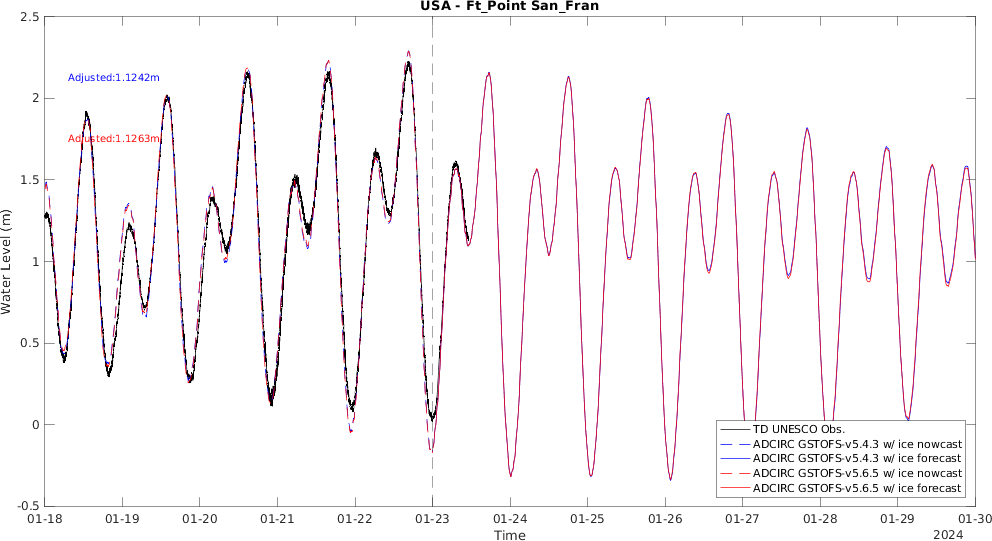 USA - Ft_Point San_Fran
2.5
2
1.5
1
0.5
0
-0.5
Water Level (m)
Adjusted:1.1242m
Adjusted:1.1263m
TD UNESCO Obs.
ADCIRC GSTOFS-v5.4.3 w/ ice nowcast
ADCIRC GSTOFS-v5.4.3 w/ ice forecast
ADCIRC GSTOFS-v5.6.5 w/ ice nowcast
ADCIRC GSTOFS-v5.6.5 w/ ice forecast
01-18 01-19 01-20 01-21 01-22 01-23 01-24 01-25 01-26 01-27 01-28 01-29 01-30
Time
2024